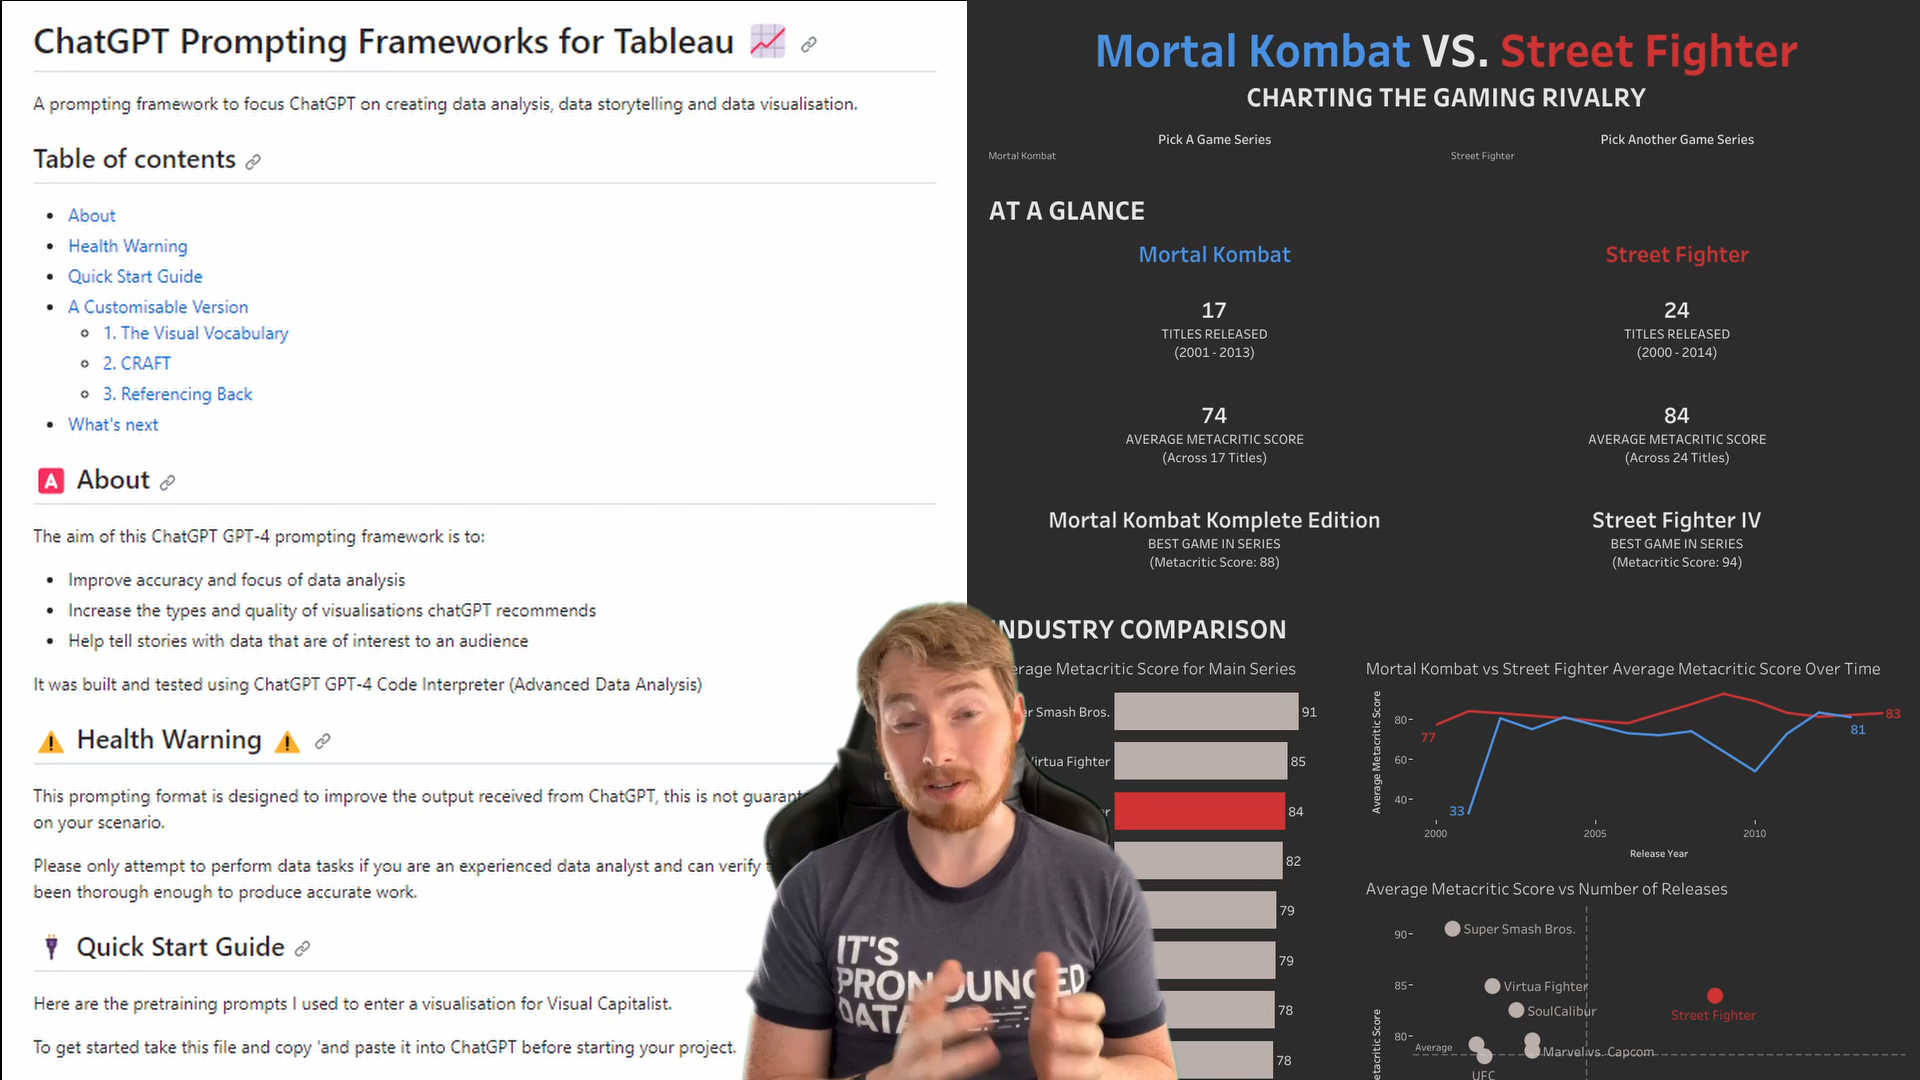 ChatGPT Prompting Frameworks for Tableau
A prompting framework to focus ChatGPT on creating data analysis, data storytelling and data visualisation.
Table of contents
About
Health Warning
Quick Start Guide
A Customisable Version
1. The Visual Vocabulary
2. CRAFT
3. Referencing Back
What's next
A About
The aim of this ChatGPT GPT-4 prompting framework is to:
Improve accuracy and focus of data analysis
Increase the types and quality of visualisations chatGPT recommends
Help tell stories with data that are of interest to an audience
It was built and tested using ChatGPT GPT-4 Code Interpreter (Advanced Data Analysis)
Health Warning
This prompting format is designed to improve the output received from ChatGPT, this is not
on your scenario.
Please only attempt to perform data tasks if you are an experienced data analyst and can verify
been thorough enough to produce accurate work.
Quick Start Guide
Here are the pretraining prompts I used to enter a visualisation for Visual Capitalist.
To get started take this file and copy 'and paste it into ChatGPT before starting your project.
Mortal Kombat VS. Street Fighter
CHARTING THE GAMING RIVALRY
Pick A Game Series
Mortal Kombat
Pick Another Game Series
Street Fighter
AT A GLANCE
Mortal Kombat
17
TITLES RELEASED
(2001 - 2013)
74
AVERAGE METACRITIC SCORE
(Across 17 Titles)
Mortal Kombat Komplete Edition
BEST GAME IN SERIES
(Metacritic Score: 88)
Street Fighter
24
TITLES RELEASED
(2000 - 2014)
84
AVERAGE METACRITIC SCORE
(Across 24 Titles)
Street Fighter IV
BEST GAME IN SERIES
(Metacritic Score: 94)
INDUSTRY COMPARISON
Metacritic Score for Main Series
Smash Bros. 91
Virtua Fighter 85
84
82
79
79
78
78
Mortal Kombat vs Street Fighter Average Metacritic Score Over Time
Average Metacritic Score
80
60
40
77
33
83
81
2000
2005
2010
Release Year
Average Metacritic Score vs Number of Releases
90
85
80
Average
Super Smash Bros.
Virtua Fighter
SoulCalibur
Street Fighter
Marvel vs. Capcom
UFC
IT'S
PRONOUNCED
DATA